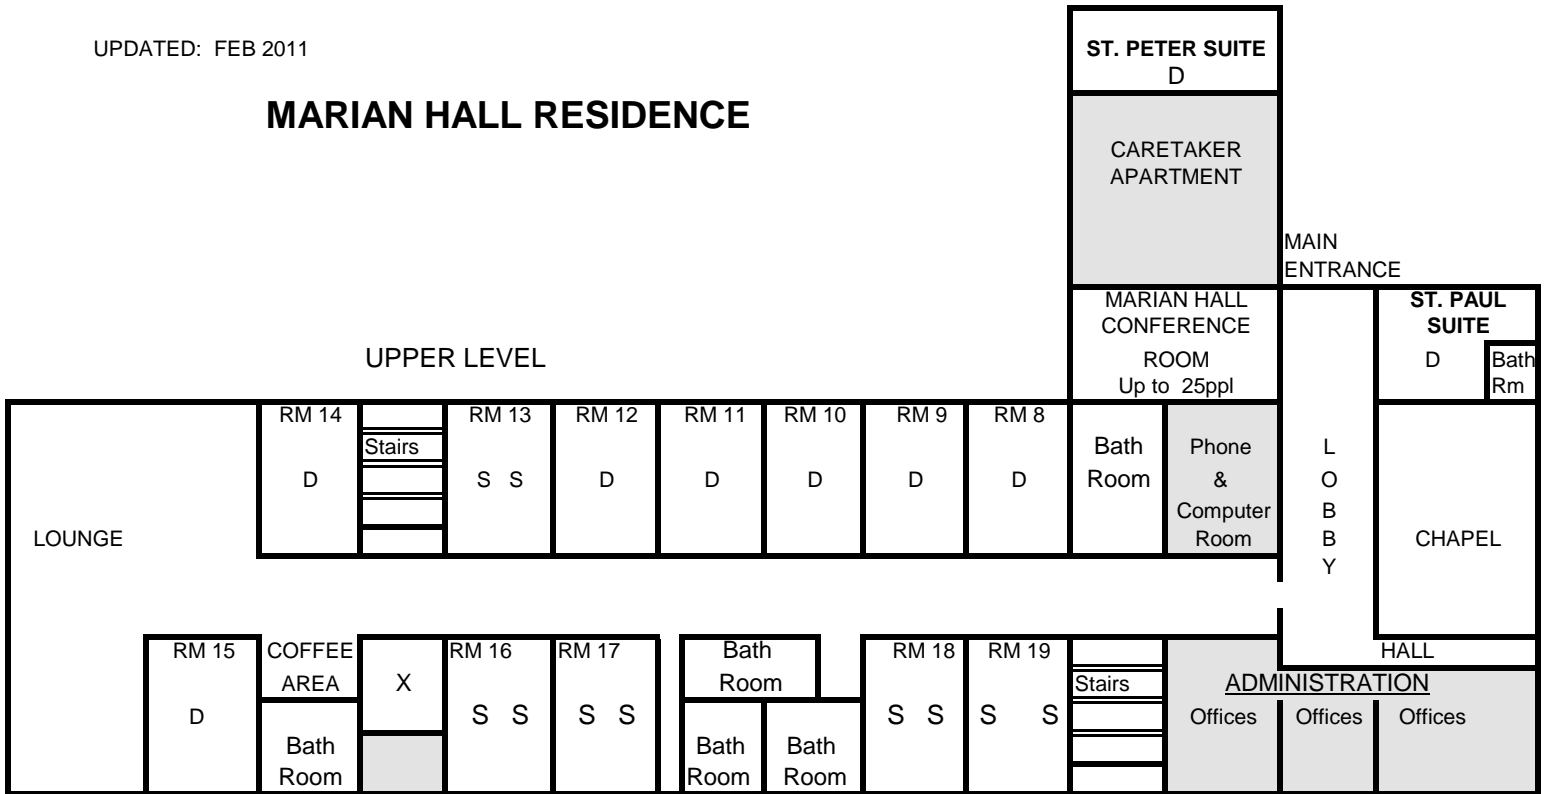 UPDATED: FEB 2011
MARIAN HALL RESIDENCE
ST. PETER SUITE
D
CARETAKER
APARTMENT
MAIN
ENTRANCE
MARIAN HALL
CONFERENCE
ROOM
Up to 25ppl
ST. PAUL
SUITE
D
Bath
Rm
UPPER LEVEL
LOUNGE
RM 14
D
Stairs
RM 13
S S
RM 12
D
RM 11
D
RM 10
D
RM 9
D
RM 8
D
Bath
Room
Phone
&
Computer
Room
L
O
B
B
Y
CHAPEL
RM 15
D
COFFEE
AREA
Bath
Room
X
RM 16
S S
RM 17
S S
Bath
Room
Bath
Room
Bath
Room
RM 18
S S
RM 19
S S
Stairs
HALL
ADMINISTRATION
Offices
Offices
Offices